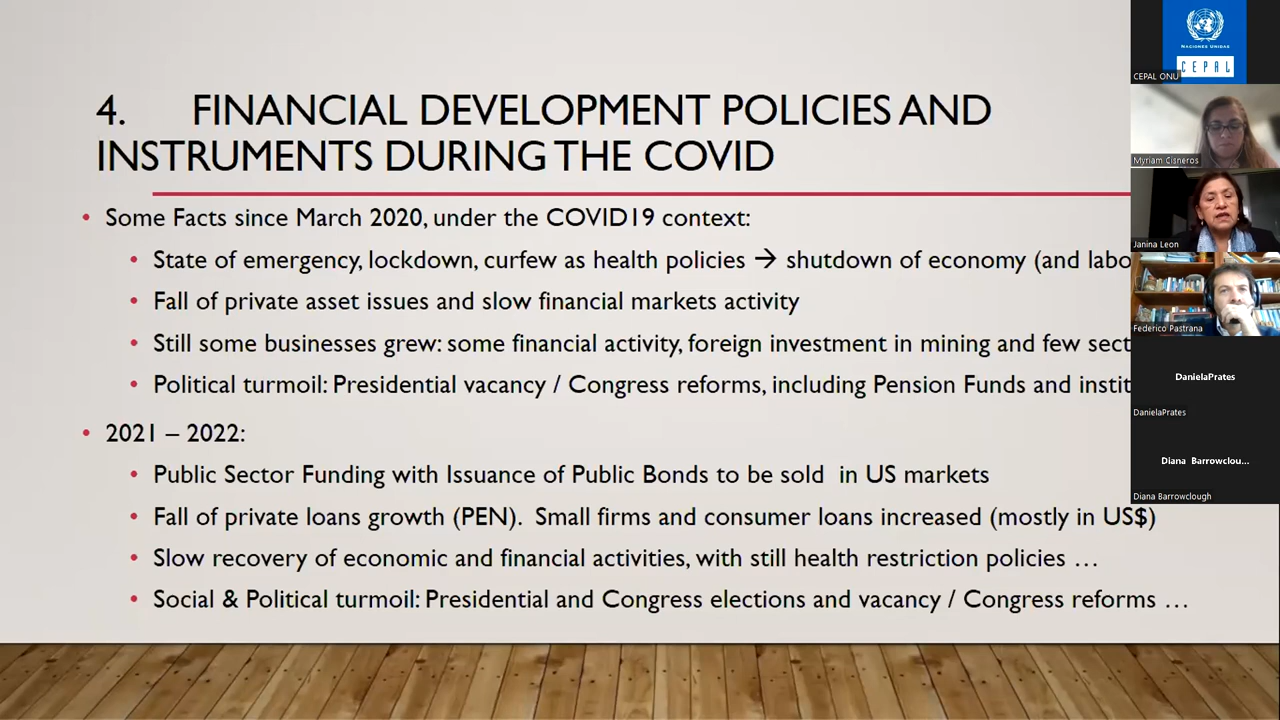 4. FINANCIAL DEVELOPMENT POLICIES AND
INSTRUMENTS DURING THE COVID
• Some Facts since March 2020, under the COVID19 context:
• State of emergency, lockdown, curfew as health policies → shutdown of economy (and labo
• Fall of private asset issues and slow financial markets activity
• Still some businesses grew: some financial activity, foreign investment in mining and few sect
• Political turmoil: Presidential vacancy / Congress reforms, including Pension Funds and instit
• 2021 – 2022:
• Public Sector Funding with Issuance of Public Bonds to be sold in US markets
• Fall of private loans growth (PEN). Small firms and consumer loans increased (mostly in US$)
• Slow recovery of economic and financial activities, with still health restriction policies …
• Social & Political turmoil: Presidential and Congress elections and vacancy / Congress reforms …
NACIONES UNIDAS
CEPAL
CEPAL ONU
Myriam Cisneros
Janina Leon
Federico Pastrana
DanielaPrates
DanielaPrates
Diana Barrowclou...
Diana Barrowclough